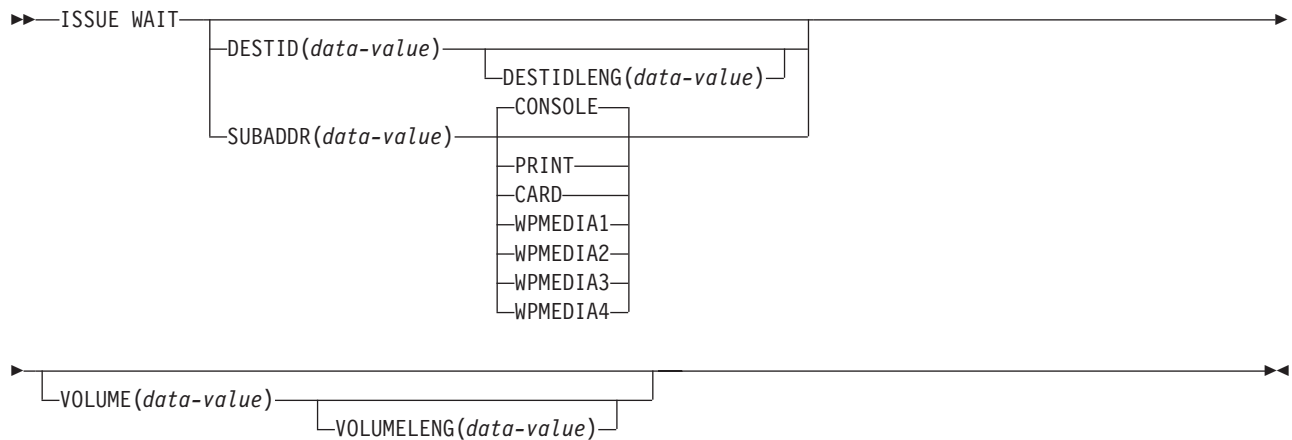 ISSUE WAIT
DESTID(data-value)
DESTIDLENG(data-value)
CONSOLE
SUBADDR(data-value)
PRINT
CARD
WPMEDIA1
WPMEDIA2
WPMEDIA3
WPMEDIA4
VOLUME(data-value)
VOLUMELENG(data-value)